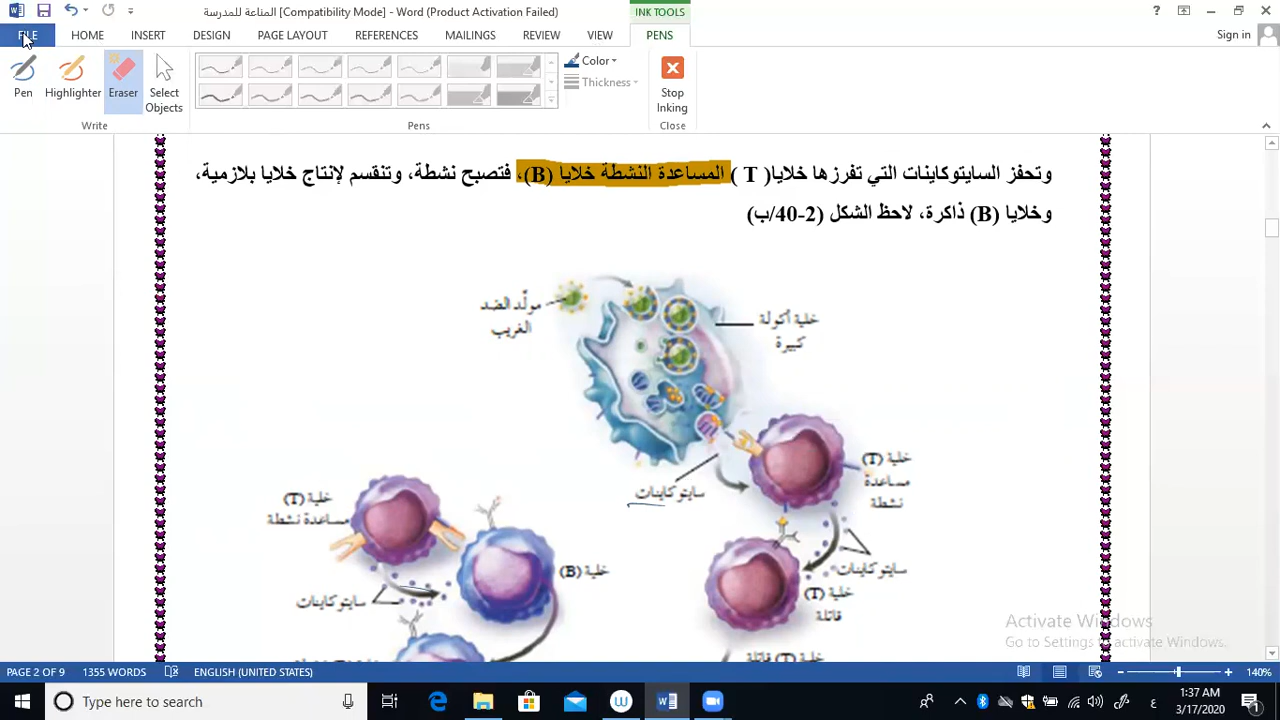 المناعة للمدرسة [Compatibility Mode] - Word (Product Activation Failed)
INK TOOLS
FILE HOME INSERT DESIGN PAGE LAYOUT REFERENCES MAILINGS REVIEW VIEW PENS
Sign in
Pen Highlighter Eraser Select Objects
Color
Thickness
Stop Inking
Write Pens Close
وتحفز السايتوكاينات التي تفرزها خلايا( T ) المساعدة النشطة خلايا (B)، فتصبح نشطة، وتنقسم لإنتاج خلايا بلازمية،
وخلايا (B) ذاكرة، لاحظ الشكل (2-40/ب)
مولّد الضد
الغريب
خلية أكولة
كبيرة
خلية (T)
مساعدة
نشطة
سايتوكاينات
خلية (T)
مساعدة نشطة
خلية (B)
سايتوكاينات
سايتوكاينات
خلية (T)
قاتلة
خلية (T) قاتلة
Activate Windows
Go to Settings to activate Windows.
PAGE 2 OF 9 1355 WORDS ENGLISH (UNITED STATES) 140%
Type here to search
1:37 AM
3/17/2020